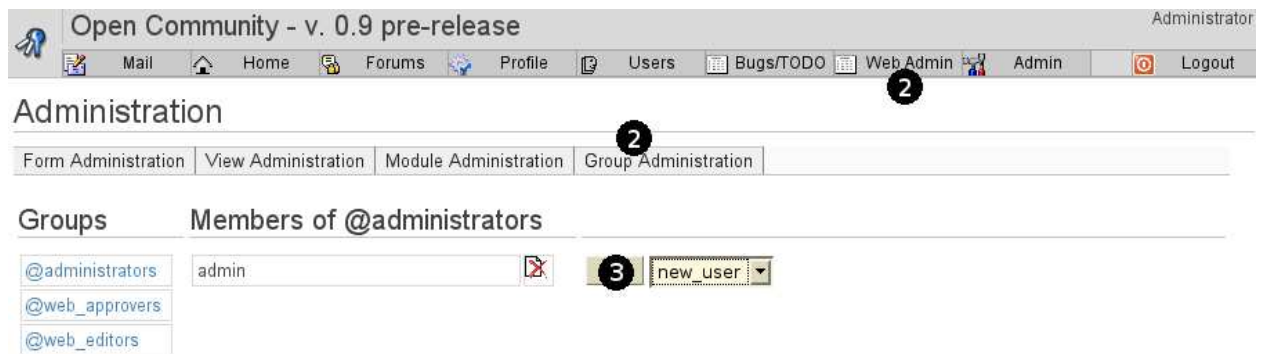 Open Community - v. 0.9 pre-release
Administrator
Mail Home Forums Profile Users Bugs/TODO Web Admin Admin Logout
2
Administration
2
Form Administration View Administration Module Administration Group Administration
Groups Members of @administrators
@administrators admin 3 new_user
@web_approvers
@web_editors